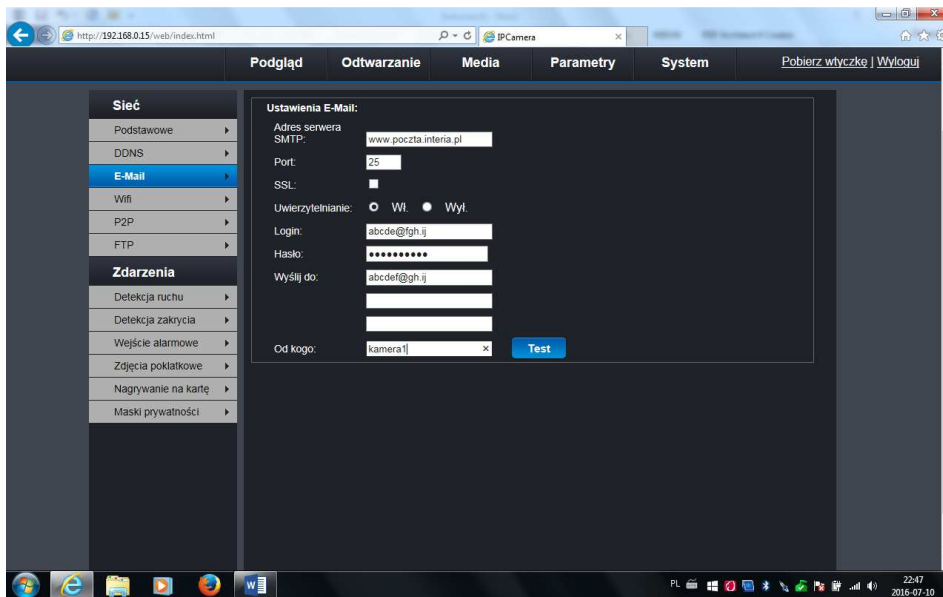 http://192.168.0.15/web/index.html
IPCamera
Podgląd Odtwarzanie Media Parametry System Pobierz wtyczkę | Wyloguj
Sieć
Podstawowe
DDNS
E-Mail
Wifi
P2P
FTP
Zdarzenia
Detekcja ruchu
Detekcja zakrycia
Wejście alarmowe
Zdjęcia poklatkowe
Nagrywanie na kartę
Maski prywatności
Ustawienia E-Mail:
Adres serwera
SMTP: www.poczta.interia.pl
Port: 25
SSL:
Uwierzytelnianie: Wł. Wył.
Login: abcde@fgh.ij
Hasło: ••••••••••
Wyślij do: abcdef@gh.ij
Od kogo: kamera1 Test
PL 22:47
2016-07-10